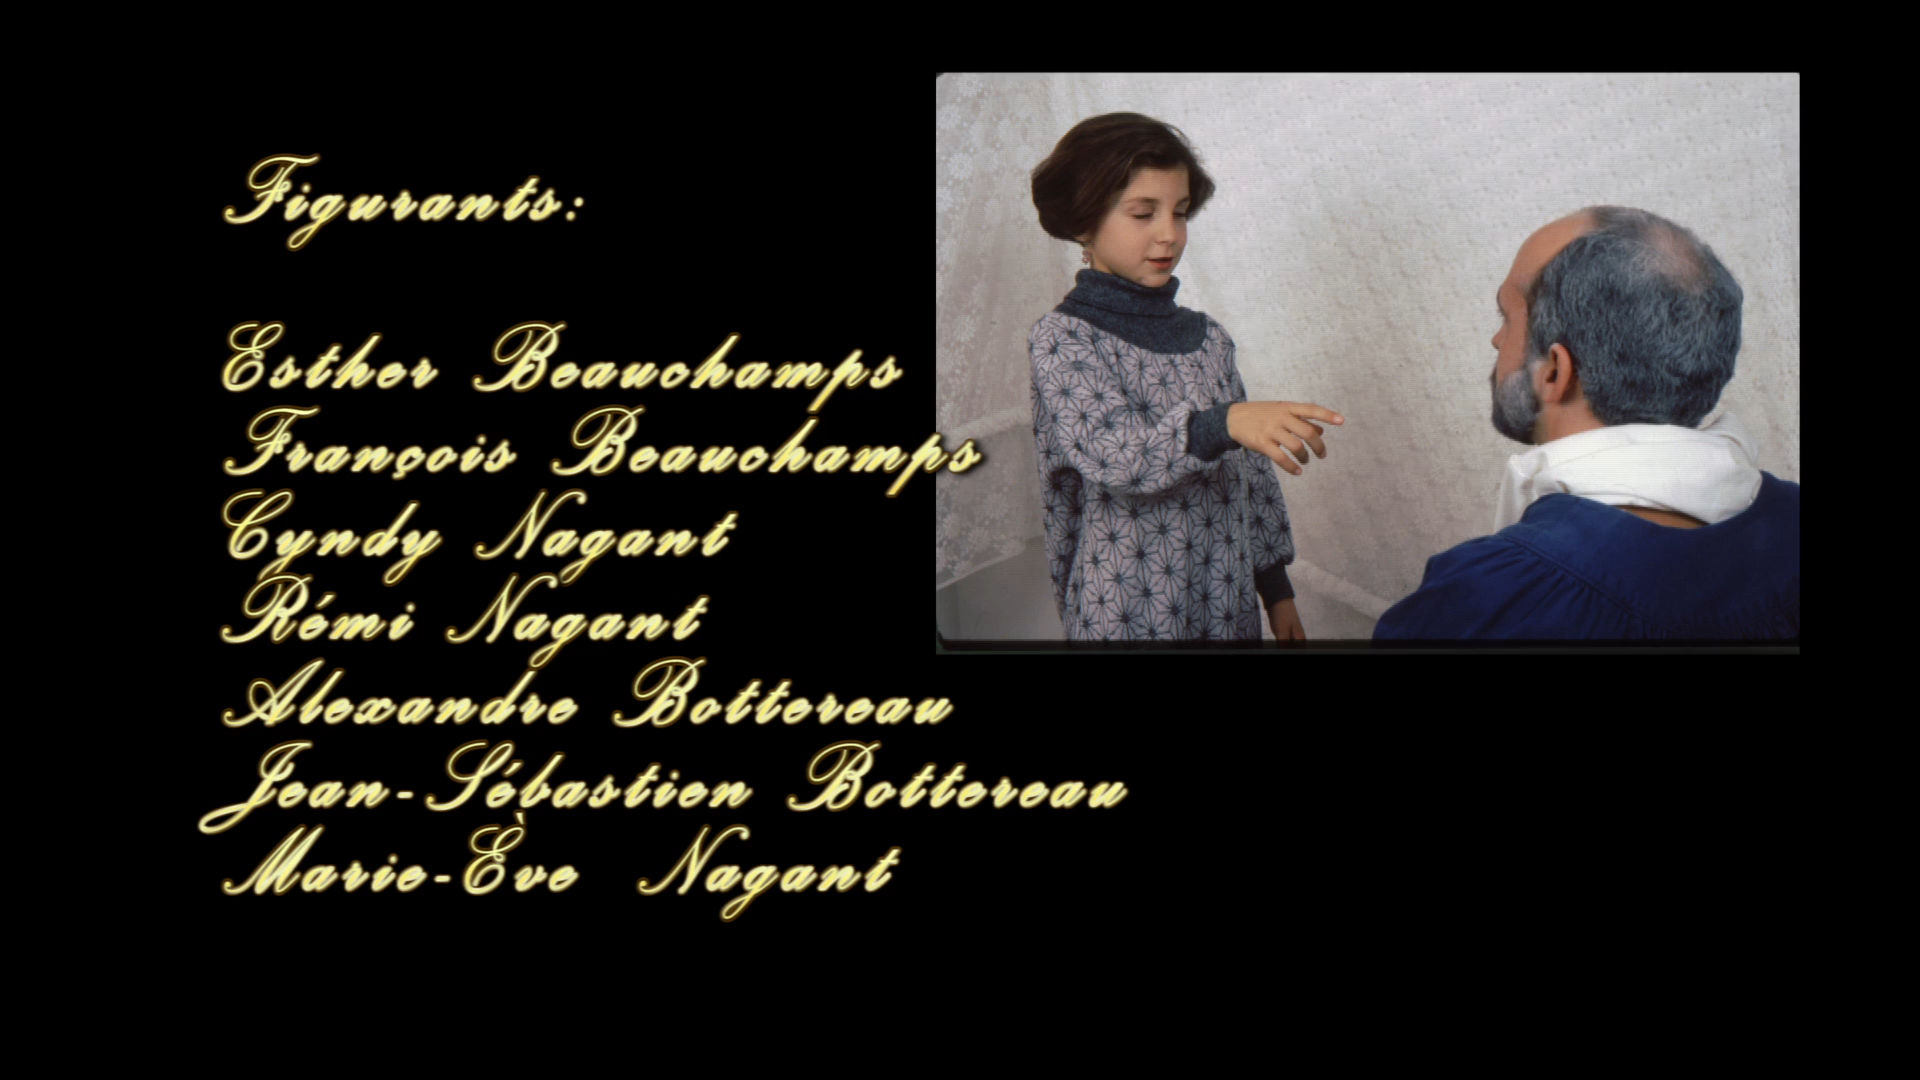 Figurants:
Esther Beauchamps
François Beauchamps
Cyndy Nagant
Rémi Nagant
Alexandre Bottereau
Jean-Sébastien Bottereau
Marie-Ève Nagant